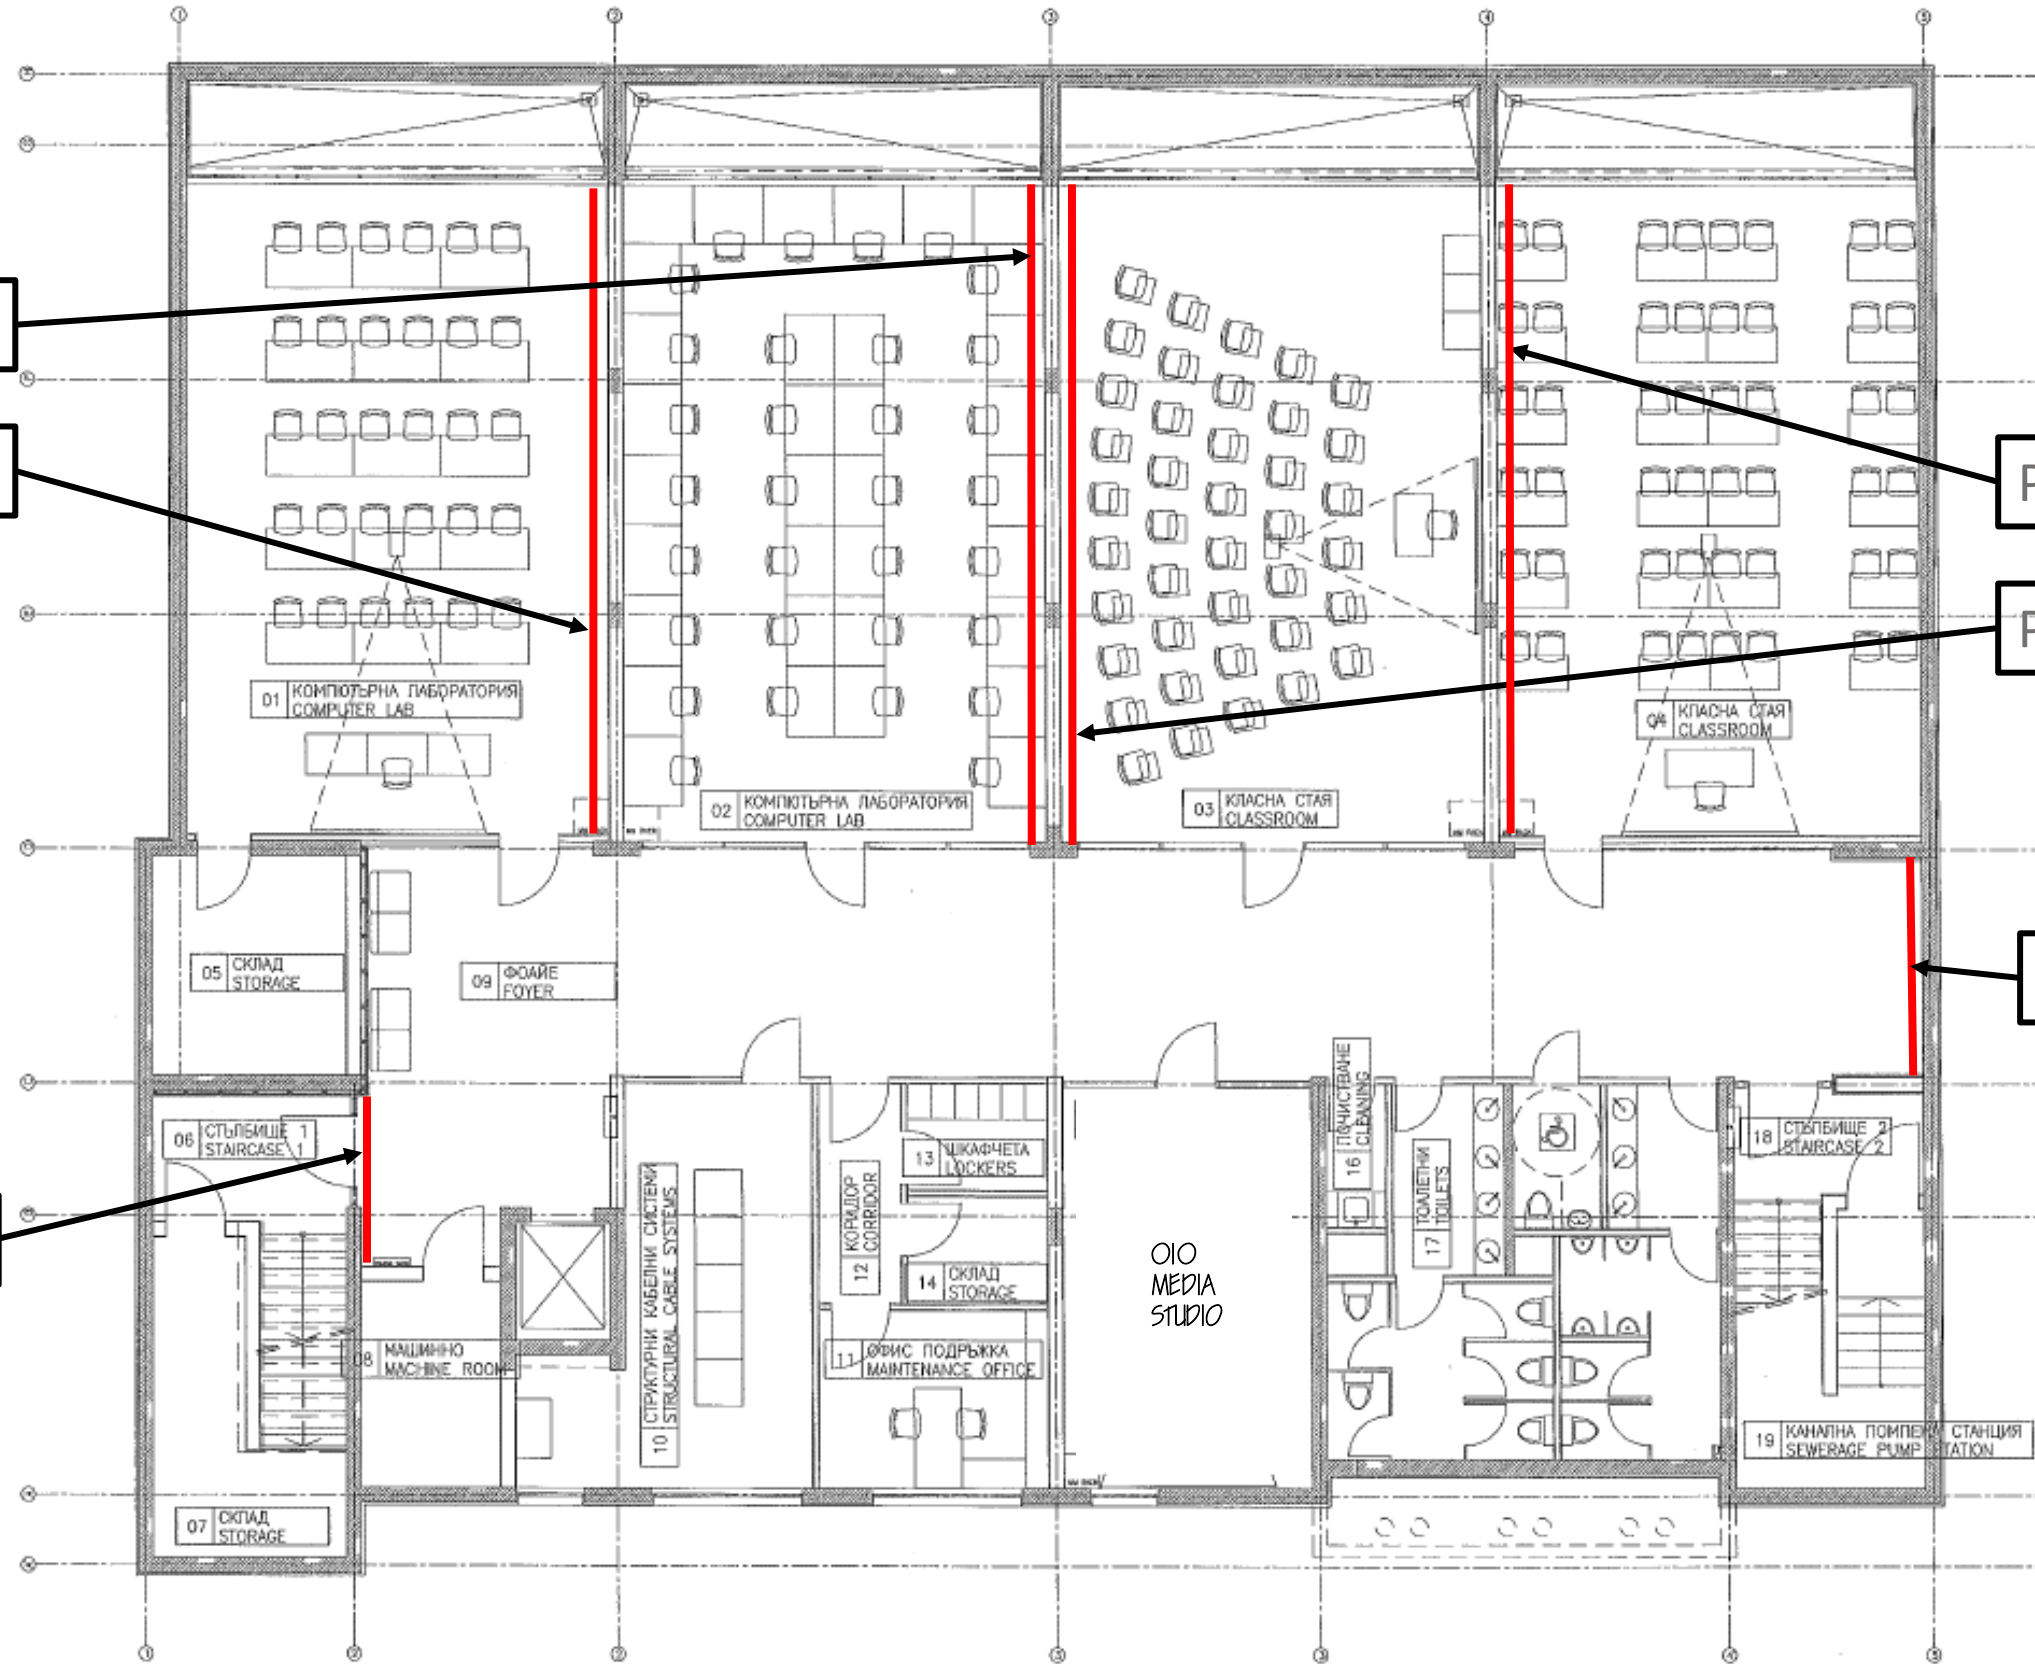 01 КОМПЮТЪРНА ЛАБОРАТОРИЯ
COMPUTER LAB
04 КЛАСНА СТАЯ
CLASSROOM
02 КОМПЮТЪРНА ЛАБОРАТОРИЯ
COMPUTER LAB
03 КЛАСНА СТАЯ
CLASSROOM
05 СКЛАД
STORAGE
09 ФОАЙЕ
FOYER
06 СТЪЛБИЩЕ 1
STAIRCASE 1
13 ШКАФЧЕТА
LOCKERS
16 ПОЧИСТВАНЕ
CLEANING
17 ТОАЛЕТНИ
TOILETS
18 СТЪЛБИЩЕ 2
STAIRCASE 2
10 СТРУКТУРНИ КАБЕЛНИ СИСТЕМИ
STRUCTURAL CABLE SYSTEMS
12 КОРИДОР
CORRIDOR
14 СКЛАД
STORAGE
010
MEDIA
STUDIO
08 МАШИННО
MACHINE ROOM
11 ОФИС ПОДРЪЖКА
MAINTENANCE OFFICE
19 КАНАЛНА ПОМПЕНА СТАНЦИЯ
SEWERAGE PUMP STATION
07 СКЛАД
STORAGE